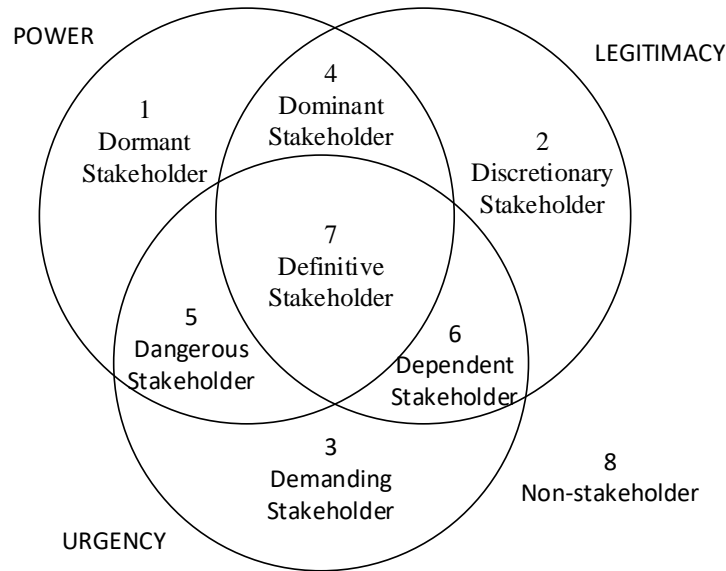 POWER
LEGITIMACY
4
Dominant
Stakeholder
1
Dormant
Stakeholder
2
Discretionary
Stakeholder
7
Definitive
Stakeholder
5
Dangerous
Stakeholder
6
Dependent
Stakeholder
3
Demanding
Stakeholder
8
Non-stakeholder
URGENCY